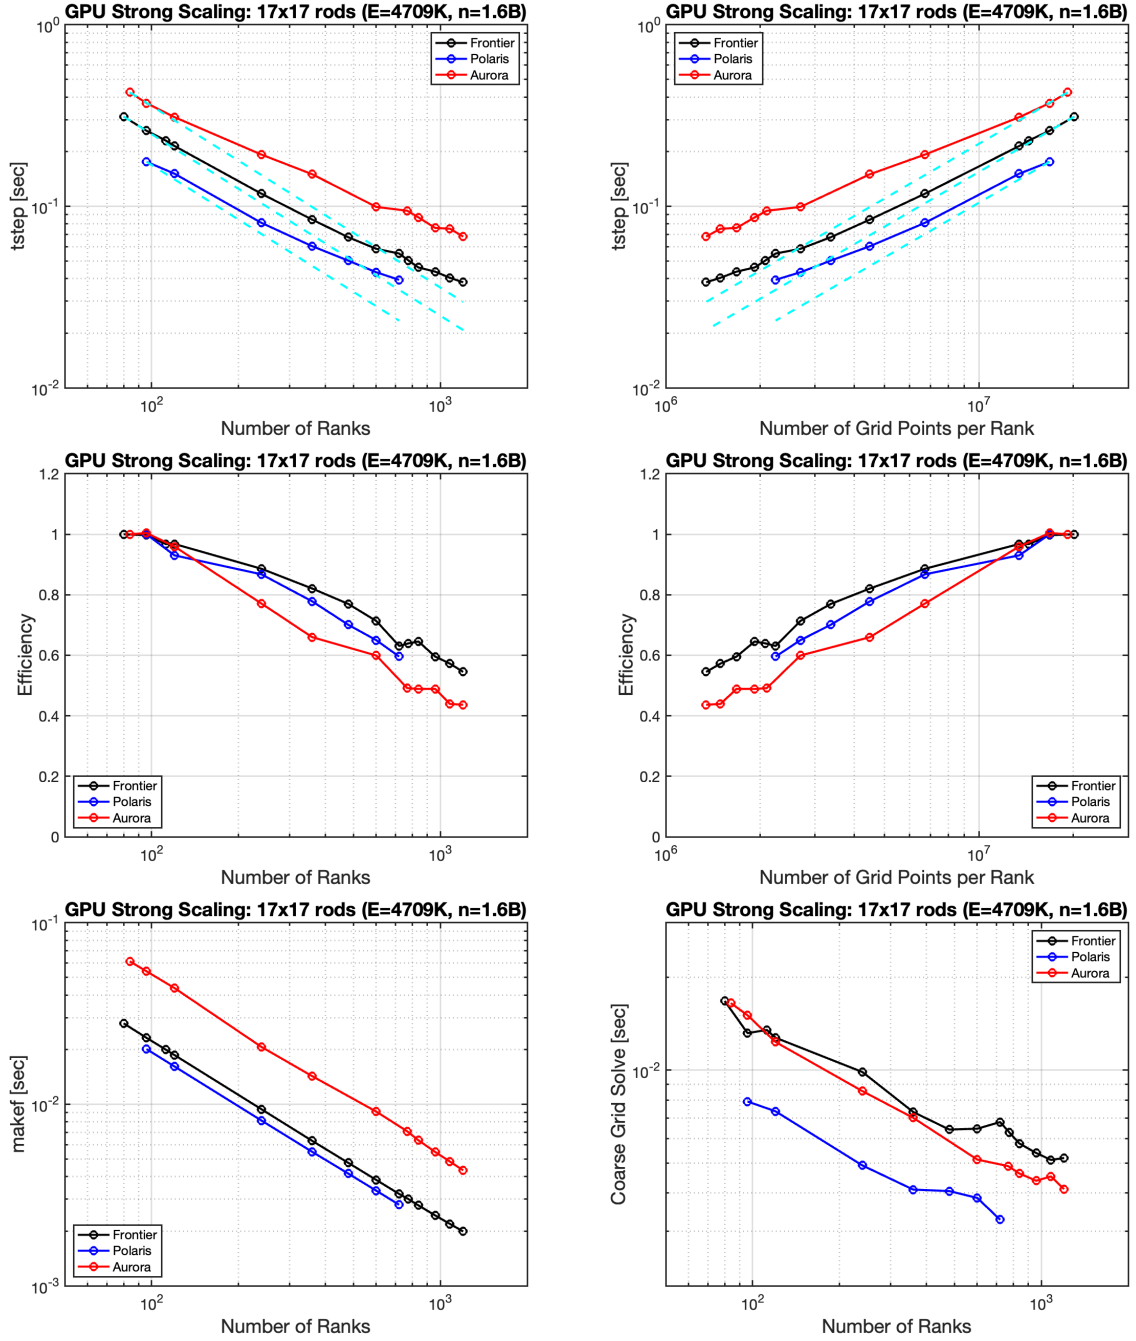 GPU Strong Scaling: 17x17 rods (E=4709K, n=1.6B)
10^0
10^-1
10^-2
tstep [sec]
Frontier
Polaris
Aurora
10^2
10^3
Number of Ranks
GPU Strong Scaling: 17x17 rods (E=4709K, n=1.6B)
10^0
10^-1
10^-2
tstep [sec]
Frontier
Polaris
Aurora
10^6
10^7
Number of Grid Points per Rank
GPU Strong Scaling: 17x17 rods (E=4709K, n=1.6B)
1.2
1
0.8
0.6
0.4
0.2
0
Efficiency
Frontier
Polaris
Aurora
10^2
10^3
Number of Ranks
GPU Strong Scaling: 17x17 rods (E=4709K, n=1.6B)
1.2
1
0.8
0.6
0.4
0.2
0
Efficiency
Frontier
Polaris
Aurora
10^6
10^7
Number of Grid Points per Rank
GPU Strong Scaling: 17x17 rods (E=4709K, n=1.6B)
10^-1
10^-2
10^-3
makef [sec]
Frontier
Polaris
Aurora
10^2
10^3
Number of Ranks
GPU Strong Scaling: 17x17 rods (E=4709K, n=1.6B)
10^-2
Coarse Grid Solve [sec]
Frontier
Polaris
Aurora
10^2
10^3
Number of Ranks